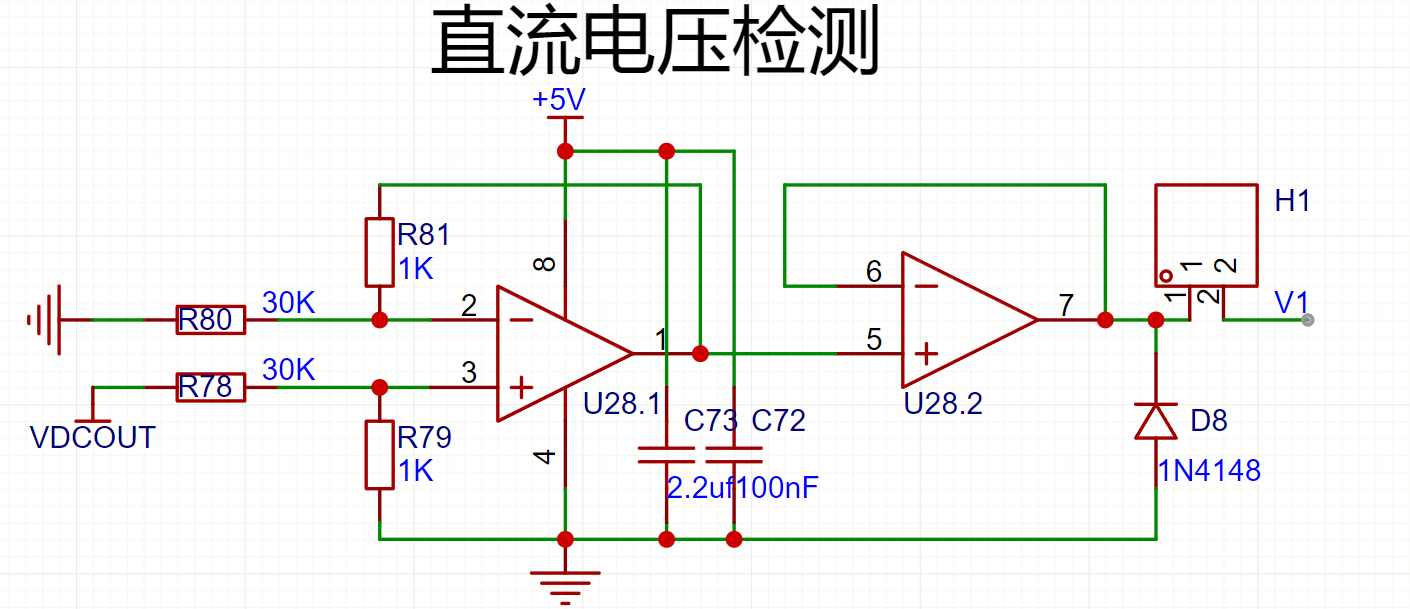 直流电压检测
+5V
H1
R81
1K
8
1
2
6
7
30K
R80
2
1
2
V1
1
5
30K
R78
3
U28.1
U28.2
C73
C72
D8
VDCOUT
R79
1K
4
2.2uf
100nF
1N4148